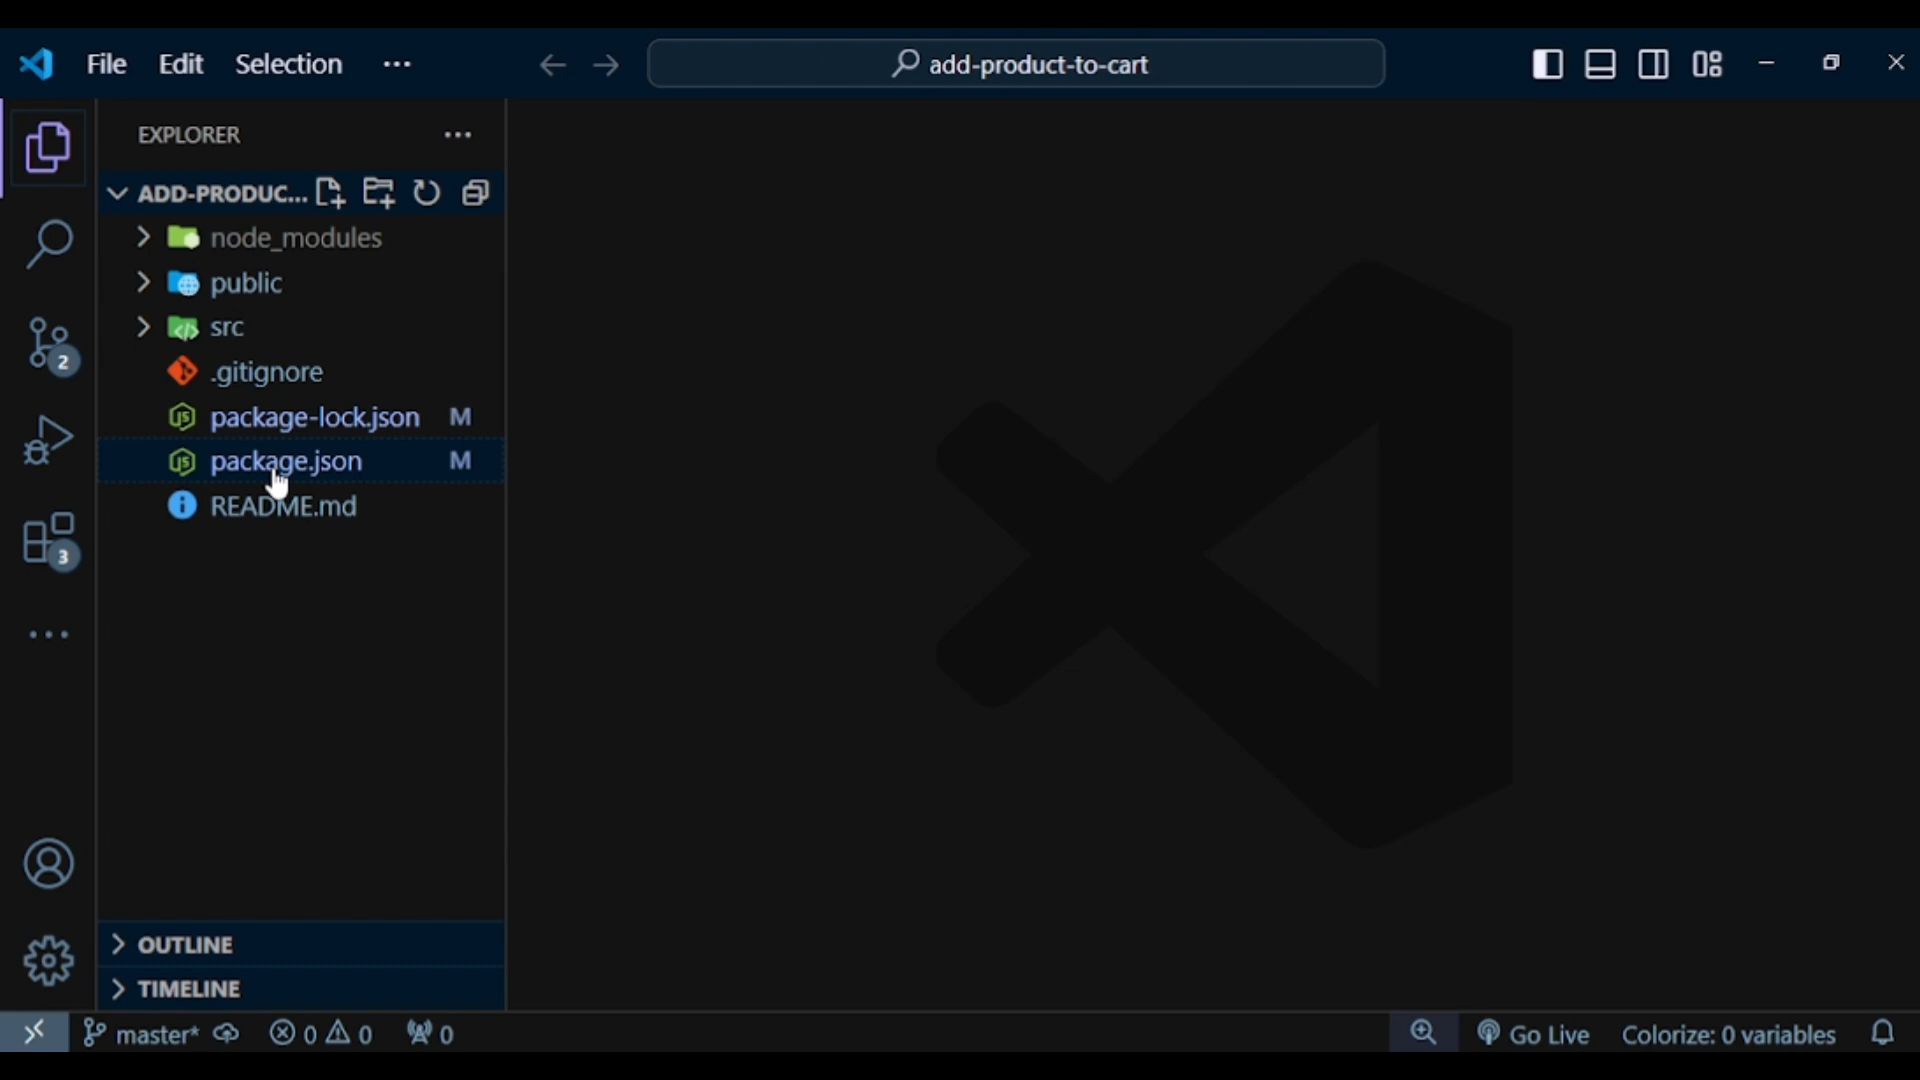 File Edit Selection ··· add-product-to-cart
EXPLORER ···
ADD-PRODUC...
node_modules
public
src
.gitignore
package-lock.json M
package.json M
README.md
2
3
OUTLINE
TIMELINE
master* 0 0 0 Go Live Colorize: 0 variables